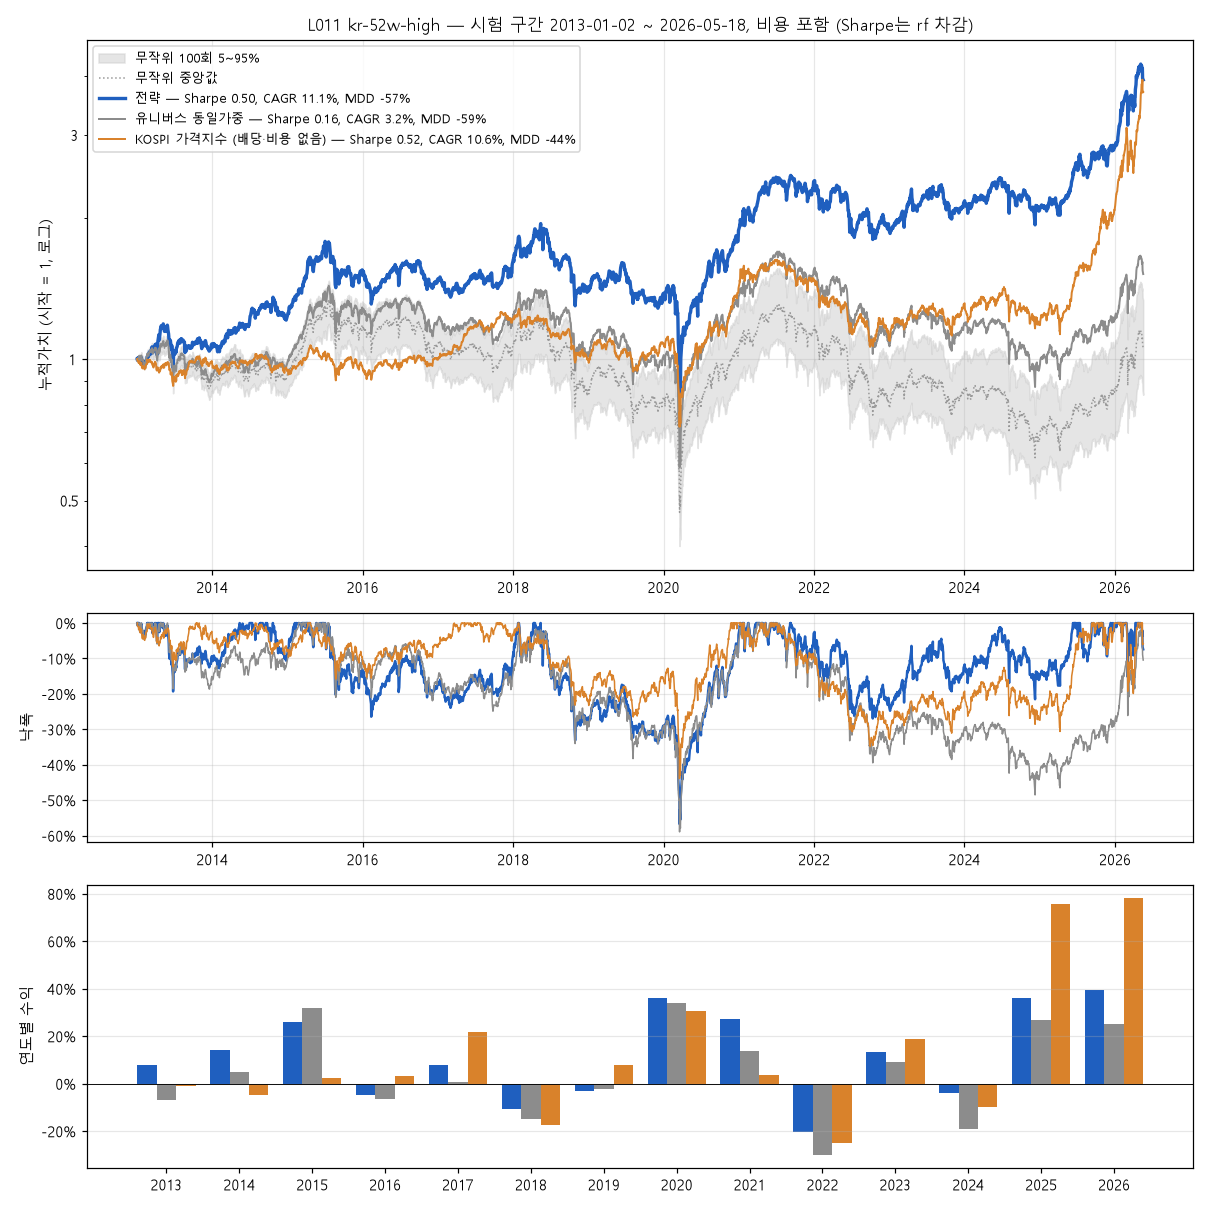 L011 kr-52w-high — 시험 구간 2013-01-02 ~ 2026-05-18, 비용 포함 (Sharpe는 rf 차감)
무작위 100회 5~95%
무작위 중앙값
전략 — Sharpe 0.50, CAGR 11.1%, MDD -57%
유니버스 동일가중 — Sharpe 0.16, CAGR 3.2%, MDD -59%
KOSPI 가격지수 (배당·비용 없음) — Sharpe 0.52, CAGR 10.6%, MDD -44%
누적가치 (시작 = 1, 로그)
3
1
0.5
2014 2016 2018 2020 2022 2024 2026
낙폭
0%
-10%
-20%
-30%
-40%
-50%
-60%
2014 2016 2018 2020 2022 2024 2026
연도별 수익
80%
60%
40%
20%
0%
-20%
2013 2014 2015 2016 2017 2018 2019 2020 2021 2022 2023 2024 2025 2026